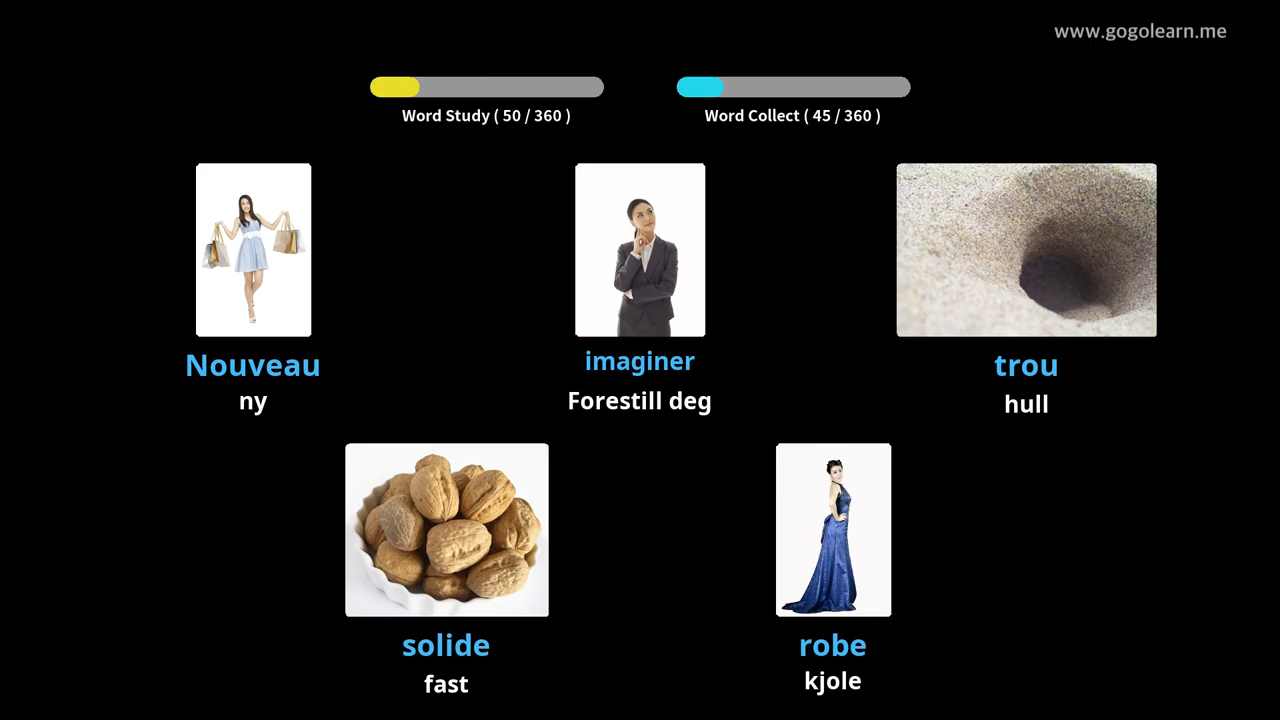 www.gogolearn.me
Word Study ( 50 / 360 )
Word Collect ( 45 / 360 )
Nouveau
ny
imaginer
Forestill deg
trou
hull
solide
fast
robe
kjole